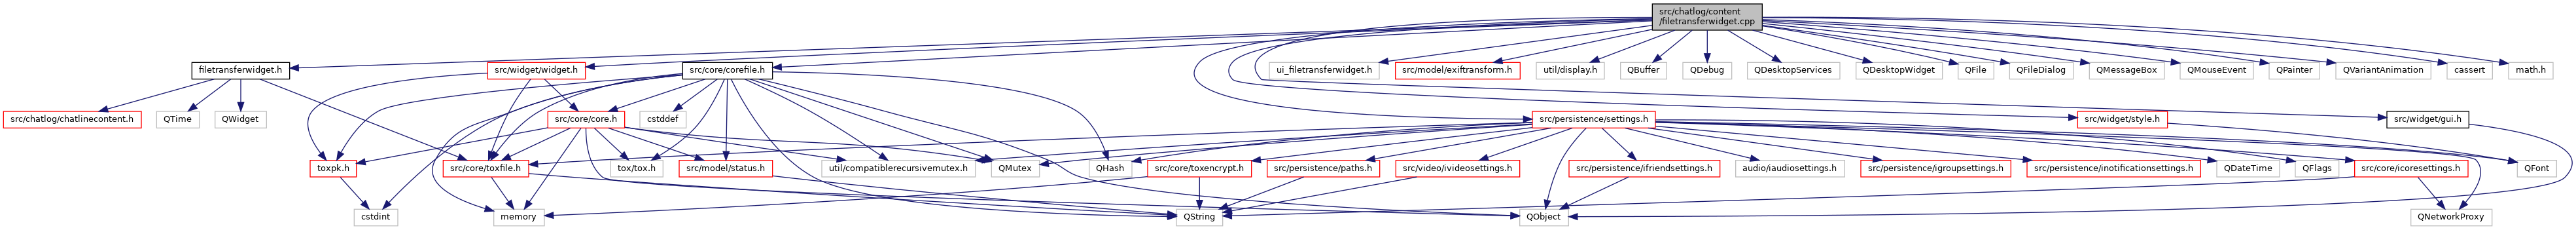 src/chatlog/content
/filetransferwidget.cpp
filetransferwidget.h
src/widget/widget.h
src/core/corefile.h
ui_filetransferwidget.h
src/model/exiftransform.h
util/display.h
QBuffer
QDebug
QDesktopServices
QDesktopWidget
QFile
QFileDialog
QMessageBox
QMouseEvent
QPainter
QVariantAnimation
cassert
math.h
src/chatlog/chatlinecontent.h
QTime
QWidget
src/core/core.h
cstddef
src/persistence/settings.h
src/widget/style.h
src/widget/gui.h
toxpk.h
src/core/toxfile.h
tox/tox.h
src/model/status.h
util/compatiblerecursivemutex.h
QMutex
QHash
src/core/toxencrypt.h
src/persistence/paths.h
src/video/ivideosettings.h
src/persistence/ifriendsettings.h
audio/iaudiosettings.h
src/persistence/igroupsettings.h
src/persistence/inotificationsettings.h
QDateTime
QFlags
src/core/icoresettings.h
QFont
cstdint
memory
QString
QObject
QNetworkProxy